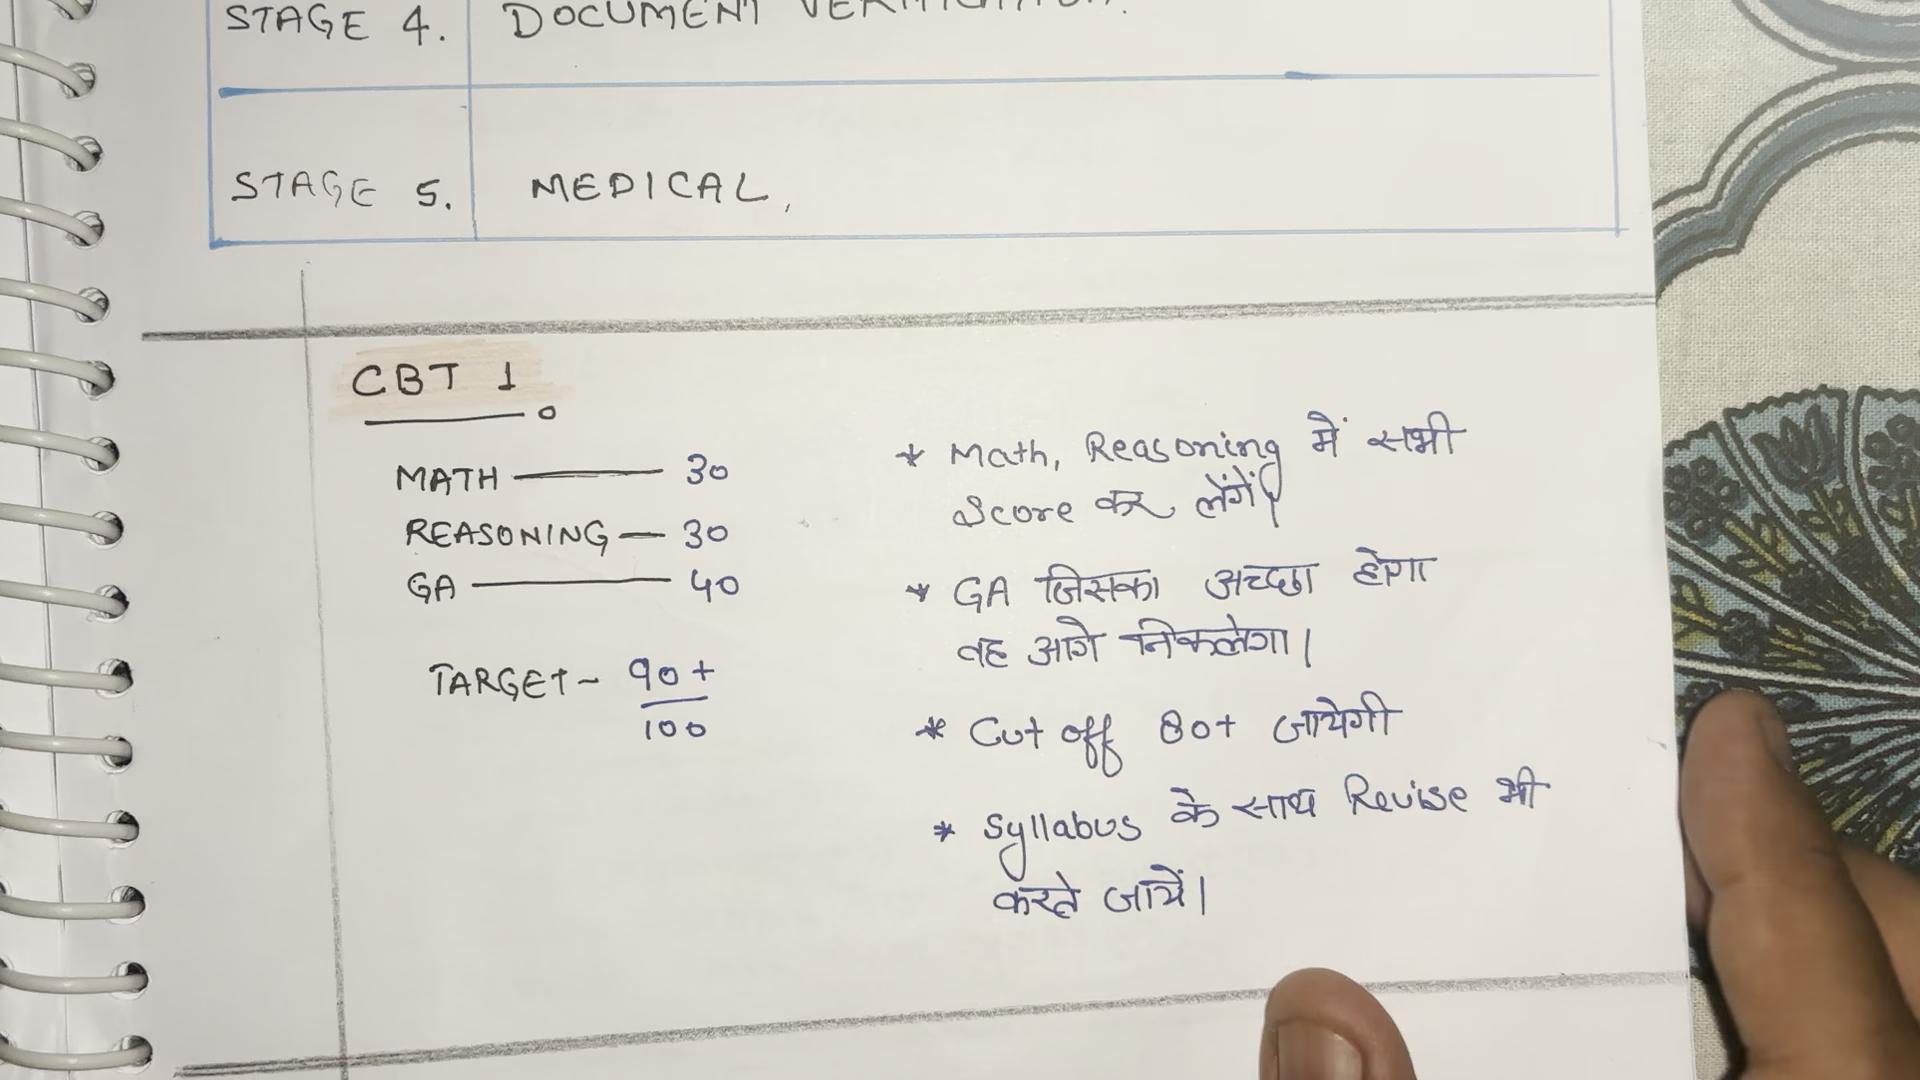 STAGE 4. DOCUMENT VERIFICATION.
STAGE 5. MEDICAL,
CBT 1
MATH — 30
REASONING — 30
GA — 40
TARGET - 90+
100
* Math, Reasoning में सभी
Score कर लेंगें।
* GA जिसका अच्छा होगा
वह आगे निकलेगा।
* Cut off 80+ जायेगी
* Syllabus के साथ Revise भी
करते जायें।